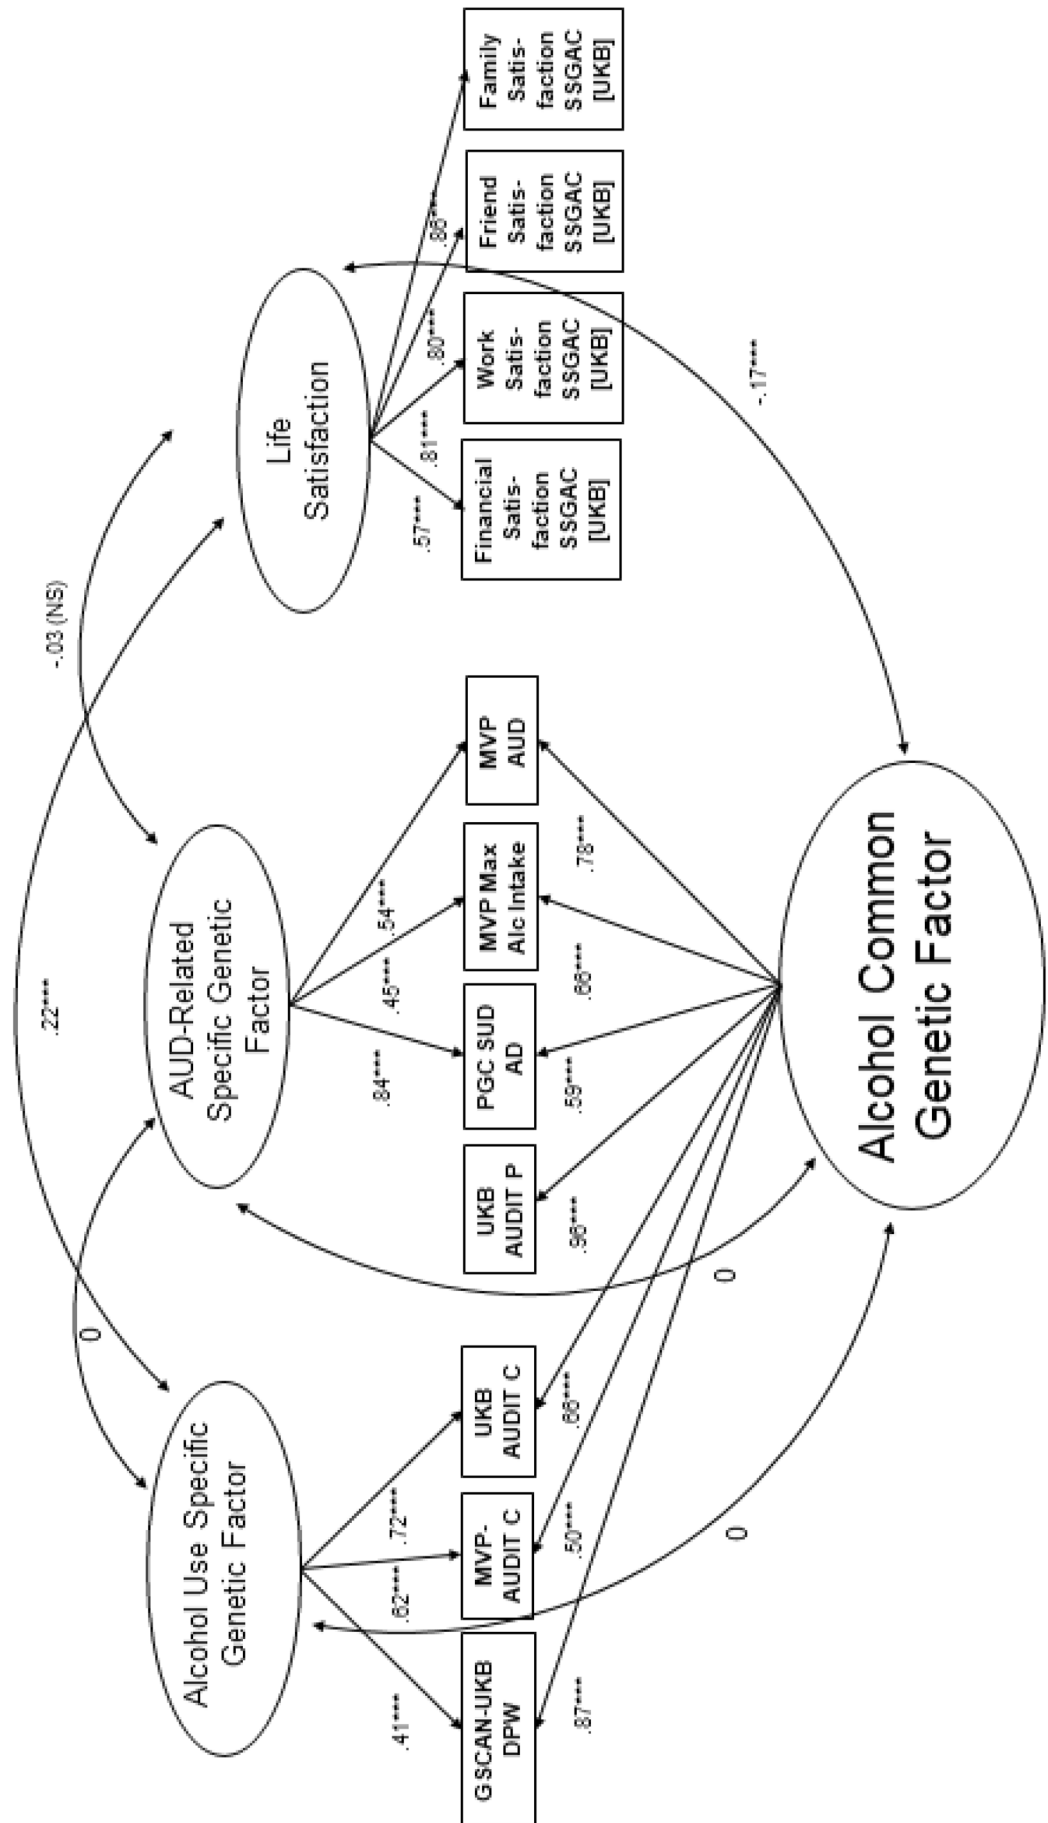 .22***
-.03 (NS)
0
Alcohol Use Specific
Genetic Factor
AUD-Related
Specific Genetic
Factor
Life
Satisfaction
.41***
.62***
.72***
.84***
.45***
.54***
.57***
.81***
.80***
.86***
GSCAN-UKB
DPW
MVP-
AUDIT C
UKB
AUDIT C
UKB
AUDIT P
PGC SUD
AD
MVP Max
Alc Intake
MVP
AUD
Financial
Satis-
faction
SSGAC
[UKB]
Work
Satis-
faction
SSGAC
[UKB]
Friend
Satis-
faction
SSGAC
[UKB]
Family
Satis-
faction
SSGAC
[UKB]
.87***
.50***
.66***
.96***
.59***
.66***
.78***
0
0
-.17***
Alcohol Common
Genetic Factor